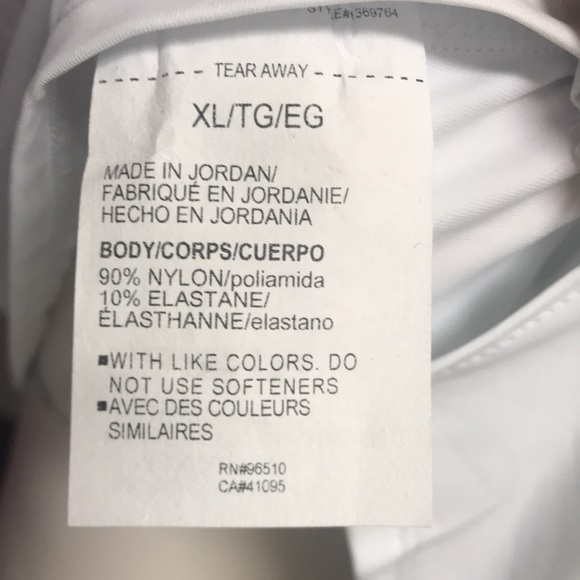 TEAR AWAY
XL/TG/EG
MADE IN JORDAN/
FABRIQUÉ EN JORDANIE/
HECHO EN JORDANIA
BODY/CORPS/CUERPO
90% NYLON/poliamida
10% ELASTANE/
ÉLASTHANNE/elastano
WITH LIKE COLORS. DO
NOT USE SOFTENERS
AVEC DES COULEURS
SIMILAIRES
RN#96510
CA#41095